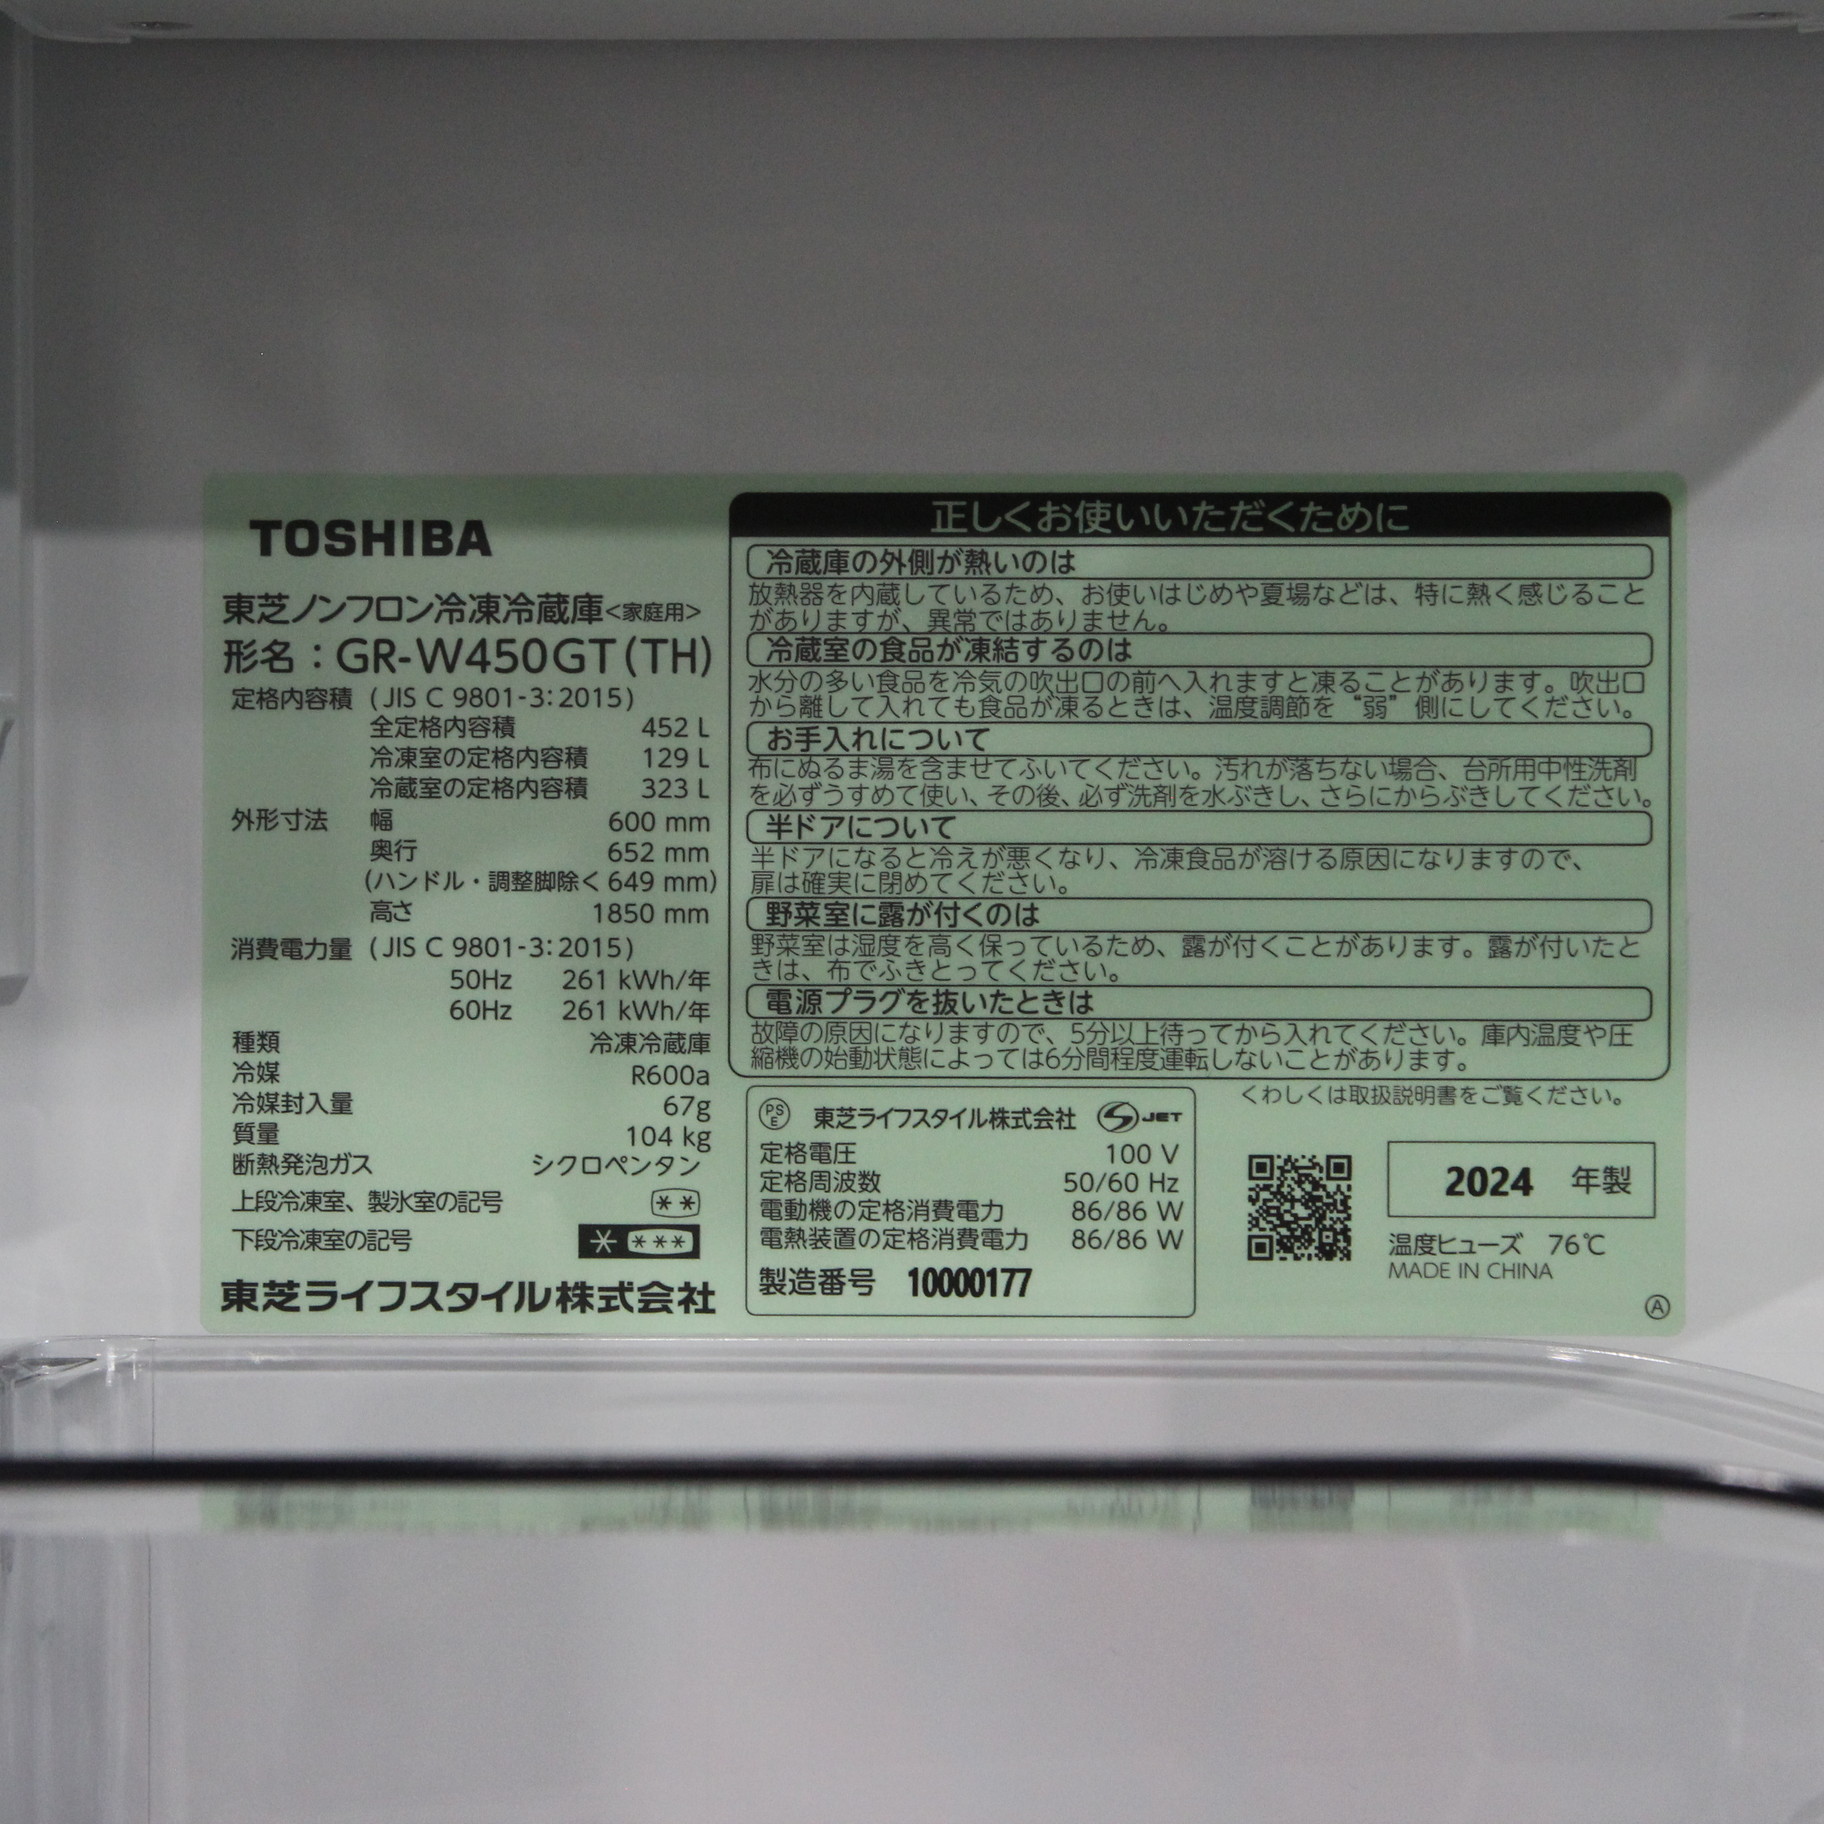 TOSHIBA
東芝ノンフロン冷凍冷蔵庫<家庭用>
形名：GR-W450GT(TH)
定格内容積 (JIS C 9801-3:2015)
全定格内容積 452 L
冷凍室の定格内容積 129 L
冷蔵室の定格内容積 323 L
外形寸法 幅 600 mm
奥行 652 mm
(ハンドル・調整脚除く 649 mm)
高さ 1850 mm
消費電力量 (JIS C 9801-3:2015)
50Hz 261 kWh/年
60Hz 261 kWh/年
種類 冷凍冷蔵庫
冷媒 R600a
冷媒封入量 67g
質量 104 kg
断熱発泡ガス シクロペンタン
上段冷凍室、製氷室の記号 **
下段冷凍室の記号 * ***
東芝ライフスタイル株式会社
正しくお使いいただくために
冷蔵庫の外側が熱いのは
放熱器を内蔵しているため、お使いはじめや夏場などは、特に熱く感じること
がありますが、異常ではありません。
冷蔵室の食品が凍結するのは
水分の多い食品を冷気の吹出口の前へ入れますと凍ることがあります。吹出口
から離して入れても食品が凍るときは、温度調節を“弱”側にしてください。
お手入れについて
布にぬるま湯を含ませてふいてください。汚れが落ちない場合、台所用中性洗剤
を必ずうすめて使い、その後、必ず洗剤を水ぶきし、さらにからぶきしてください。
半ドアについて
半ドアになると冷えが悪くなり、冷凍食品が溶ける原因になりますので、
扉は確実に閉めてください。
野菜室に露が付くのは
野菜室は湿度を高く保っているため、露が付くことがあります。露が付いたと
きは、布でふきとってください。
電源プラグを抜いたときは
故障の原因になりますので、5分以上待ってから入れてください。庫内温度や圧
縮機の始動状態によっては6分間程度運転しないことがあります。
くわしくは取扱説明書をご覧ください。
PS E 東芝ライフスタイル株式会社 S JET
定格電圧 100 V
定格周波数 50/60 Hz
電動機の定格消費電力 86/86 W
電熱装置の定格消費電力 86/86 W
製造番号 10000177
2024 年製
温度ヒューズ 76℃
MADE IN CHINA
Ⓐ